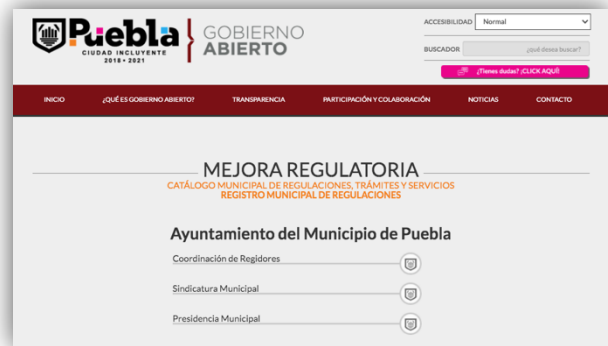 Puebla
CIUDAD INCLUYENTE
2018 • 2021
GOBIERNO
ABIERTO
ACCESIBILIDAD
Normal
BUSCADOR
¿qué desea buscar?
¿Tienes dudas? ¡CLICK AQUÍ!
INICIO ¿QUÉ ES GOBIERNO ABIERTO? TRANSPARENCIA PARTICIPACIÓN Y COLABORACIÓN NOTICIAS CONTACTO
MEJORA REGULATORIA
CATÁLOGO MUNICIPAL DE REGULACIONES, TRÁMITES Y SERVICIOS
REGISTRO MUNICIPAL DE REGULACIONES
Ayuntamiento del Municipio de Puebla
Coordinación de Regidores
Sindicatura Municipal
Presidencia Municipal